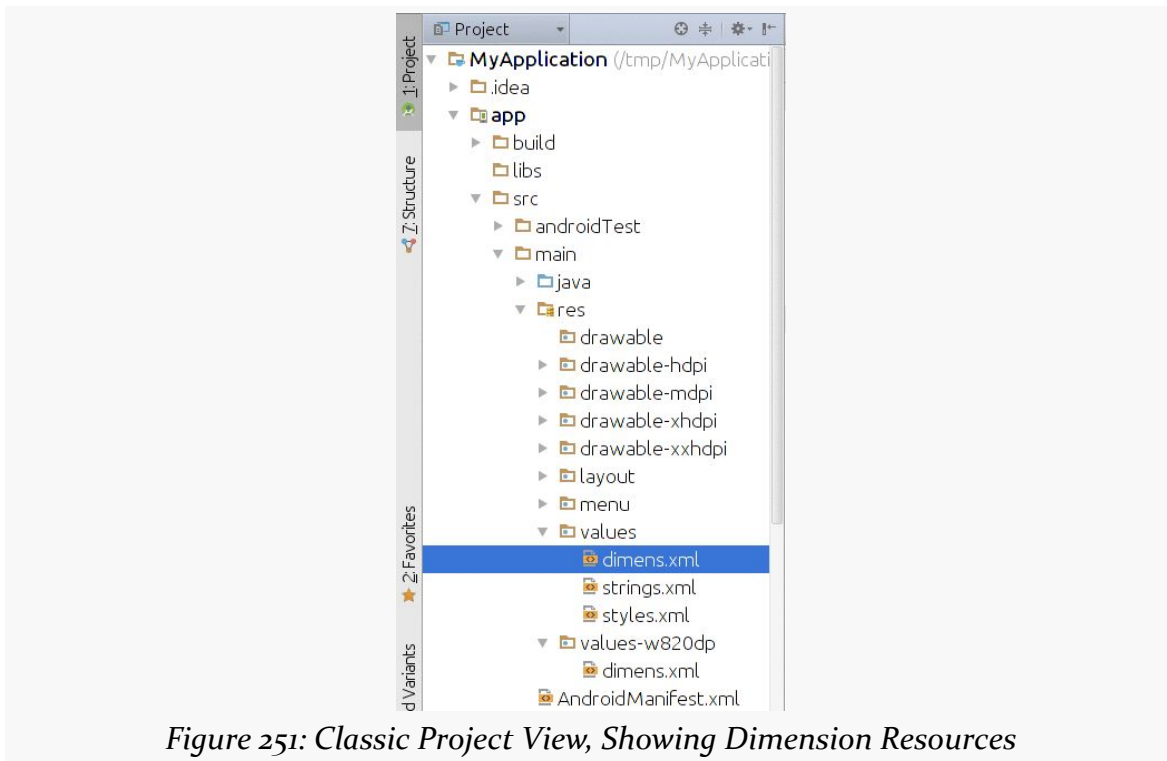 Project
MyApplication (/tmp/MyApplicati
.idea
app
build
libs
src
androidTest
main
java
res
drawable
drawable-hdpi
drawable-mdpi
drawable-xhdpi
drawable-xxhdpi
layout
menu
values
dimens.xml
strings.xml
styles.xml
values-w820dp
dimens.xml
AndroidManifest.xml
1: Project
7: Structure
2: Favorites
d Variants
Figure 251: Classic Project View, Showing Dimension Resources